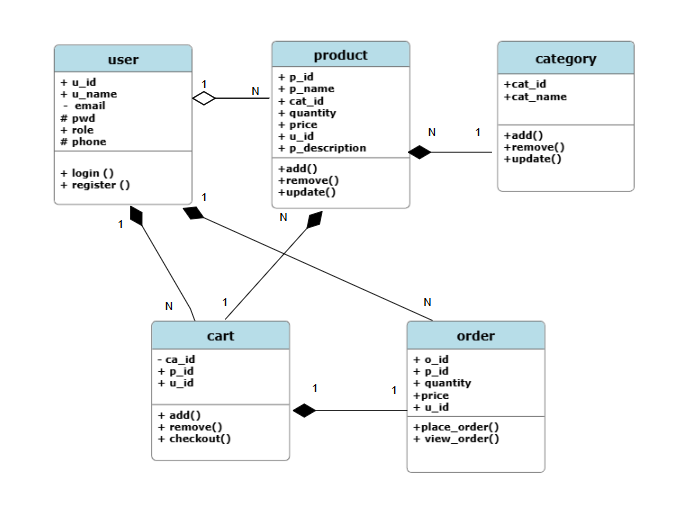 user
+ u_id
+ u_name
- email
# pwd
+ role
# phone
+ login ()
+ register ()
1
N
product
+ p_id
+ p_name
+ cat_id
+ quantity
+ price
+ u_id
+ p_description
+add()
+remove()
+update()
N
1
category
+cat_id
+cat_name
+add()
+remove()
+update()
1
1
N
N
1
N
cart
- ca_id
+ p_id
+ u_id
+ add()
+ remove()
+ checkout()
1
1
order
+ o_id
+ p_id
+ quantity
+price
+ u_id
+place_order()
+ view_order()